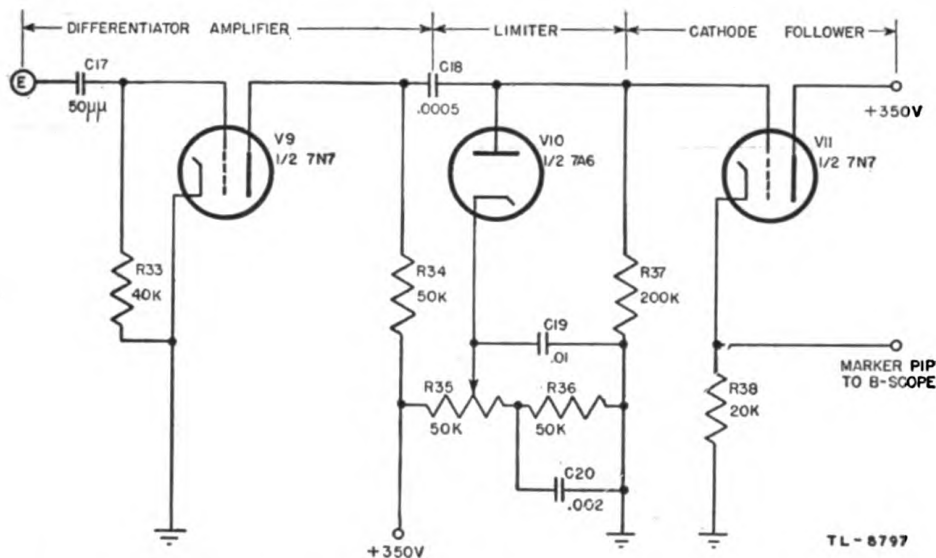 DIFFERENTIATOR AMPLIFIER
LIMITER
CATHODE FOLLOWER
E
C17
50μμ
C18
.0005
+350V
V9
1/2 7N7
V10
1/2 7A6
V11
1/2 7N7
R33
40K
R34
50K
R37
200K
C19
.01
MARKER PIP
TO B-SCOPE
R35
50K
R36
50K
R38
20K
C20
.002
+350V
TL-8797